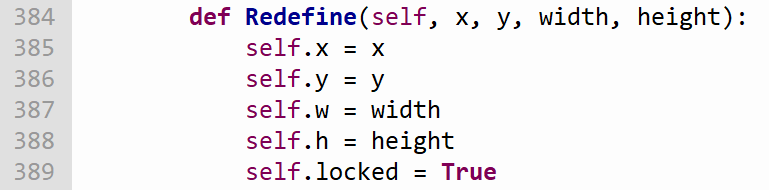 384 def Redefine(self, x, y, width, height):
385 self.x = x
386 self.y = y
387 self.w = width
388 self.h = height
389 self.locked = True